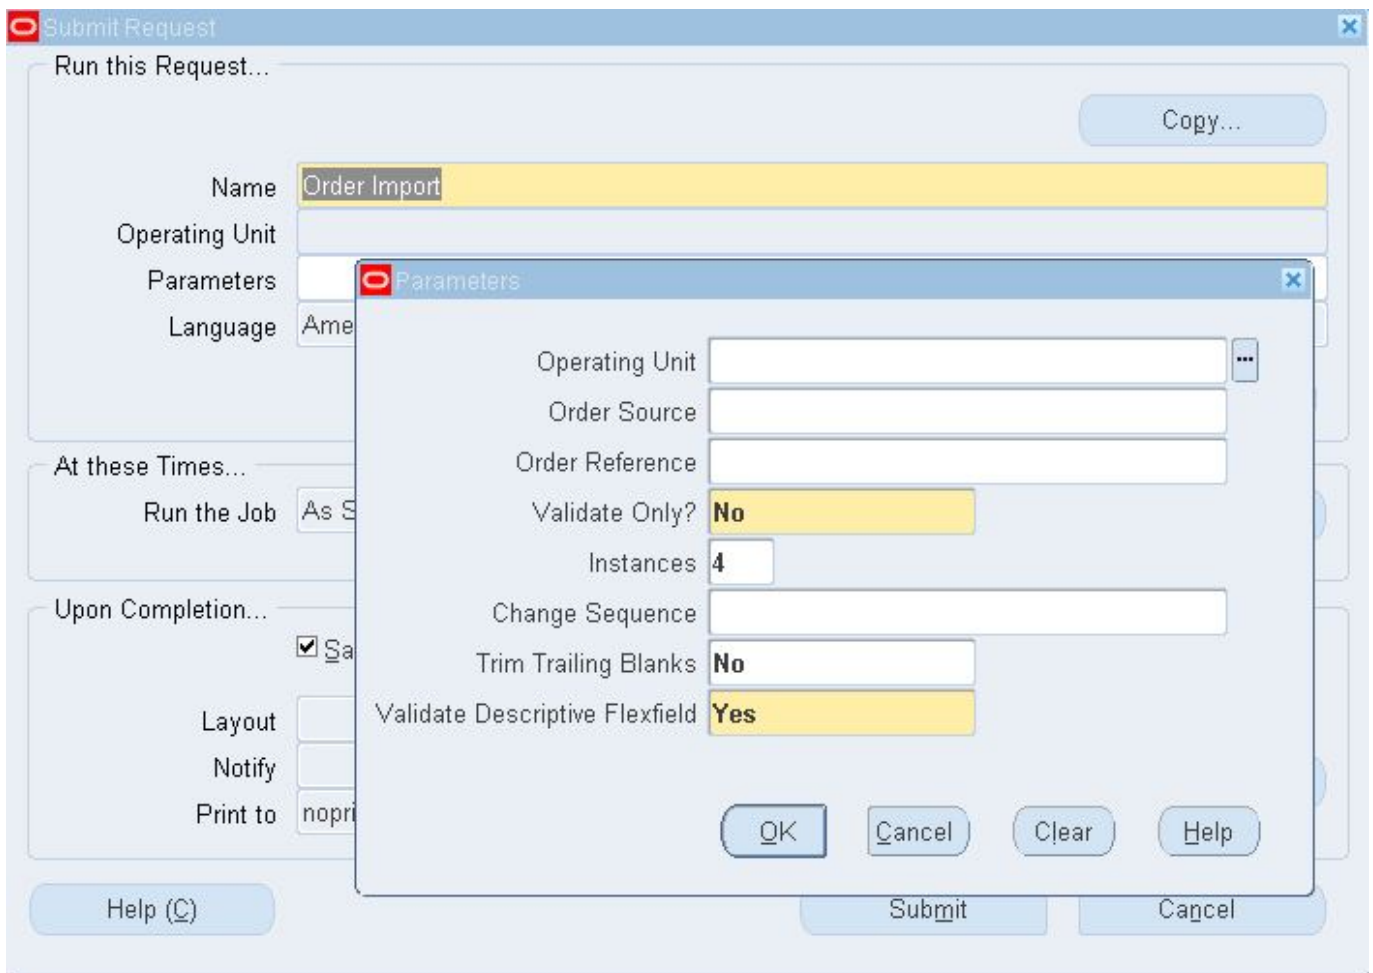 Submit Request
Run this Request...
Copy...
Name Order Import
Operating Unit
Parameters
Language Ame
Parameters
Operating Unit
Order Source
Order Reference
Validate Only? No
Instances 4
Change Sequence
Trim Trailing Blanks No
Validate Descriptive Flexfield Yes
OK Cancel Clear Help
At these Times...
Run the Job As S
Upon Completion...
Sa
Layout
Notify
Print to nopri
Help (C) Submit Cancel